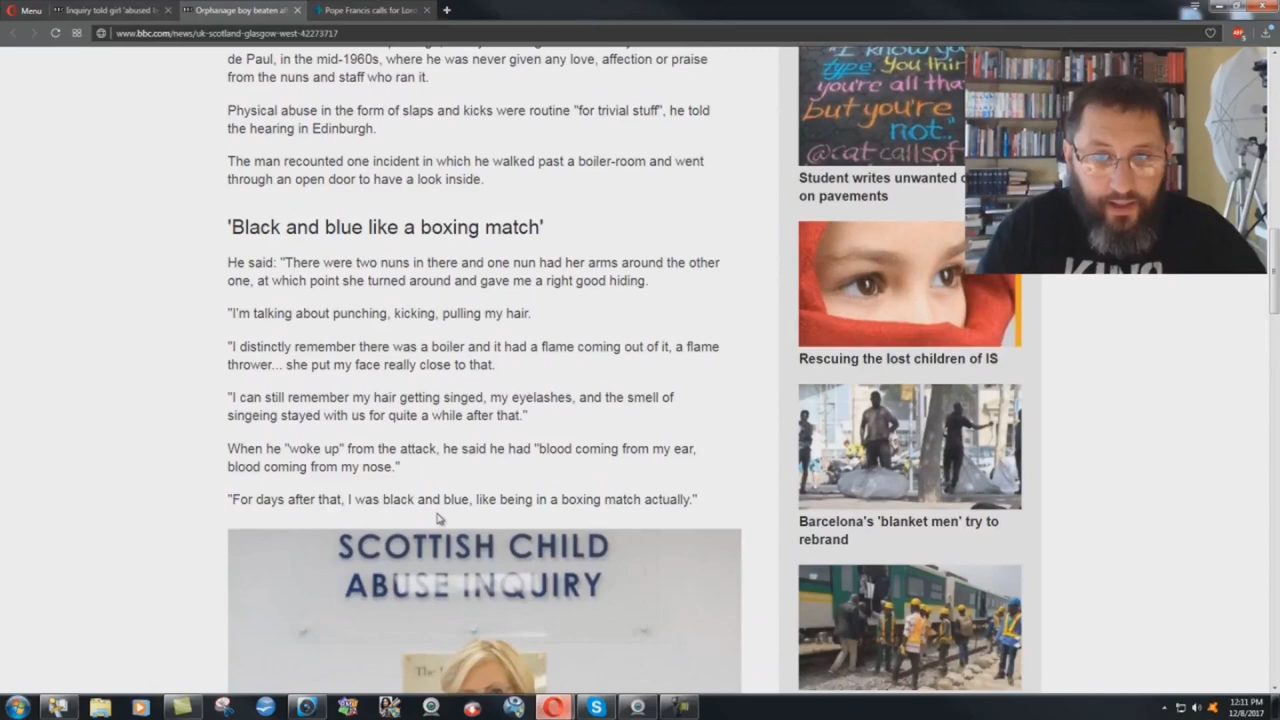 Menu
Inquiry told girl 'abused
Orphanage boy beaten af
Pope Francis calls for Lor
www.bbc.com/news/uk-scotland-glasgow-west-42273717
de Paul, in the mid-1960s, where he was never given any love, affection or praise
from the nuns and staff who ran it.
Physical abuse in the form of slaps and kicks were routine "for trivial stuff", he told
the hearing in Edinburgh.
The man recounted one incident in which he walked past a boiler-room and went
through an open door to have a look inside.
'Black and blue like a boxing match'
He said: "There were two nuns in there and one nun had her arms around the other
one, at which point she turned around and gave me a right good hiding.
"I'm talking about punching, kicking, pulling my hair.
"I distinctly remember there was a boiler and it had a flame coming out of it, a flame
thrower... she put my face really close to that.
"I can still remember my hair getting singed, my eyelashes, and the smell of
singeing stayed with us for quite a while after that."
When he "woke up" from the attack, he said he had "blood coming from my ear,
blood coming from my nose."
"For days after that, I was black and blue, like being in a boxing match actually."
SCOTTISH CHILD
ABUSE INQUIRY
The
"I know you
type. You thin
you're all tha
but you're
not."
@catcallsof
Student writes unwanted
on pavements
Rescuing the lost children of IS
Barcelona's 'blanket men' try to
rebrand
KING
12:11 PM
12/8/2017